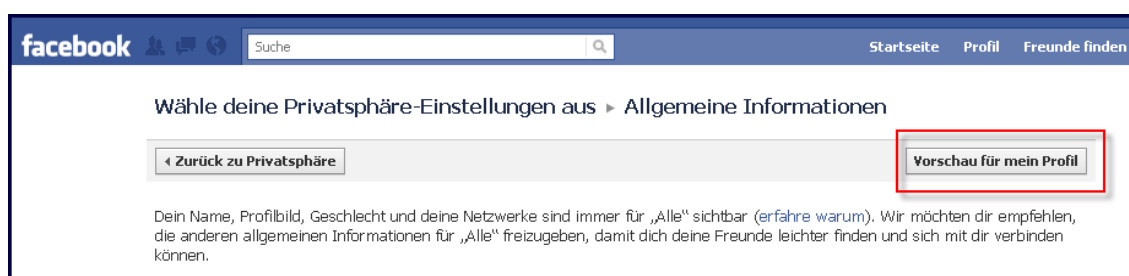 facebook Suche Startseite Profil Freunde finden
Wähle deine Privatsphäre-Einstellungen aus ▸ Allgemeine Informationen
Zurück zu Privatsphäre Vorschau für mein Profil
Dein Name, Profilbild, Geschlecht und deine Netzwerke sind immer für „Alle“ sichtbar (erfahre warum). Wir möchten dir empfehlen,
die anderen allgemeinen Informationen für „Alle“ freizugeben, damit dich deine Freunde leichter finden und sich mit dir verbinden
können.